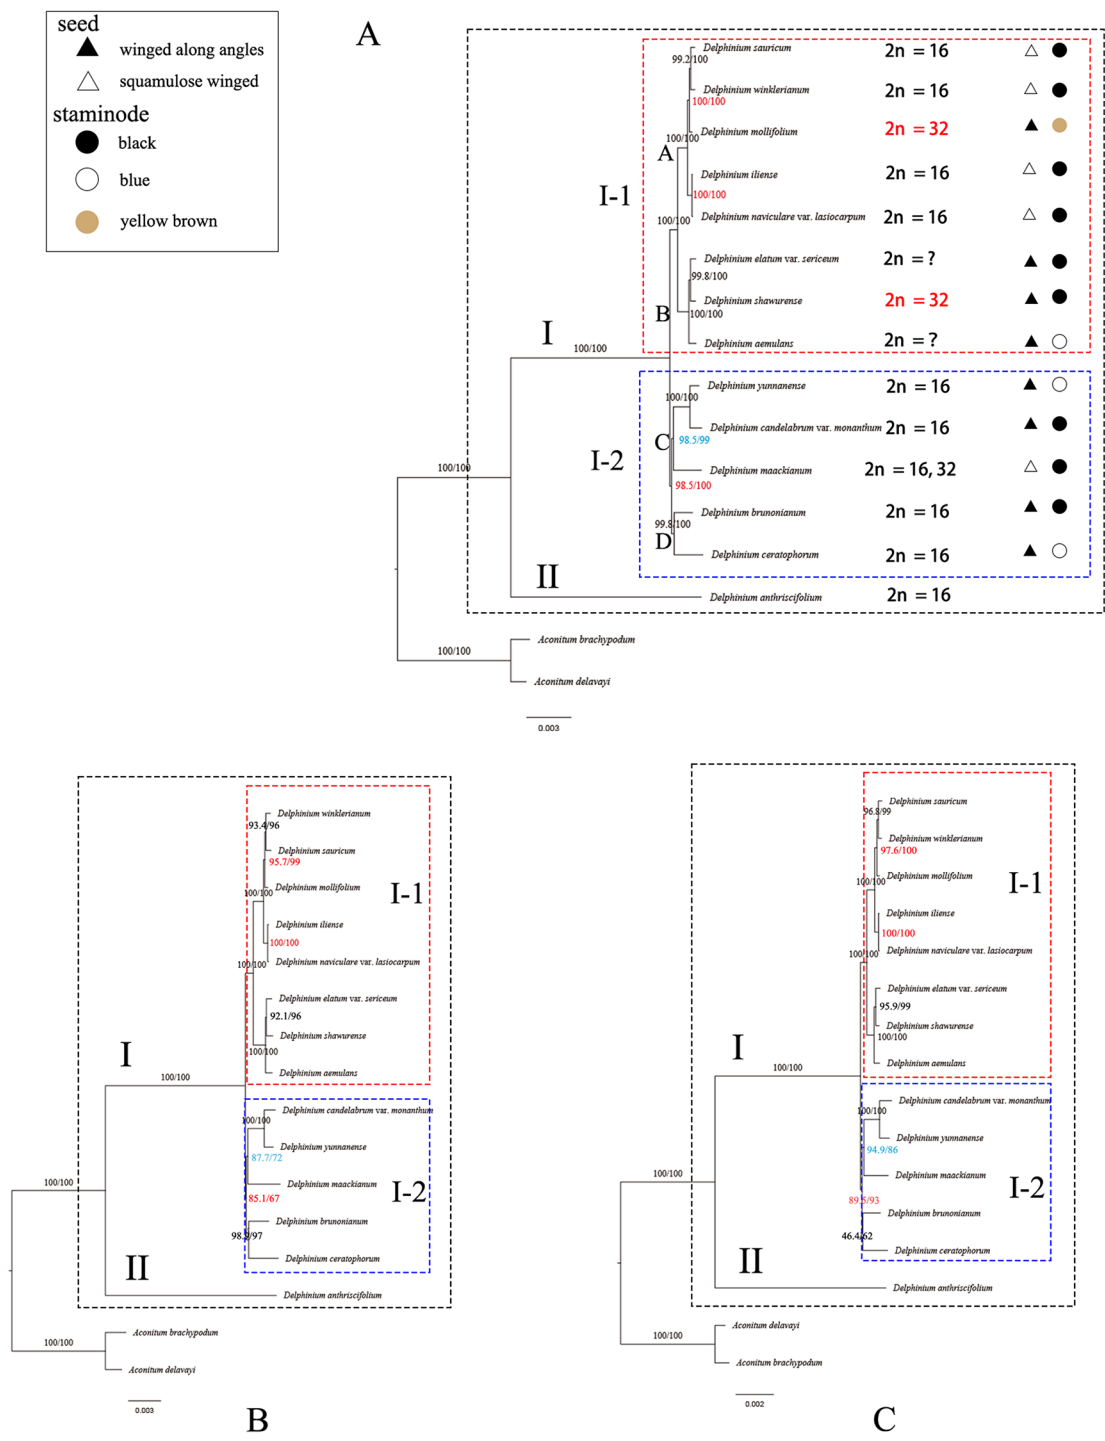 seed
winged along angles
squamulose winged
staminode
black
blue
yellow brown
A
Delphinium sauricum 2n = 16
99.2/100
Delphinium winklerianum 2n = 16
100/100
Delphinium mollifolium 2n = 32
100/100
A
Delphinium iliense 2n = 16
I-1
100/100
Delphinium naviculare var. lasiocarpum 2n = 16
100/100
Delphinium elatum var. sericeum 2n = ?
99.8/100
Delphinium shawurense 2n = 32
B
100/100
Delphinium aemulans 2n = ?
I
100/100
Delphinium yunnanense 2n = 16
100/100
Delphinium candelabrum var. monanthum 2n = 16
C
98.5/99
I-2
Delphinium maackianum 2n = 16, 32
100/100
98.5/100
Delphinium brunonianum 2n = 16
99.8/100
D
Delphinium ceratophorum 2n = 16
II
Delphinium anthriscifolium 2n = 16
Aconitum brachypodum
100/100
Aconitum delavayi
0.003
Delphinium winklerianum
93.4/96
Delphinium sauricum
95.7/99
Delphinium mollifolium
100/100
I-1
Delphinium iliense
100/100
Delphinium naviculare var. lasiocarpum
100/100
Delphinium elatum var. sericeum
92.1/96
Delphinium shawurense
100/100
I
Delphinium aemulans
100/100
Delphinium candelabrum var. monanthum
100/100
Delphinium yunnanense
87.7/72
Delphinium maackianum
100/100
I-2
85.1/67
Delphinium brunonianum
/97
Delphinium ceratophorum
II
Delphinium anthriscifolium
Aconitum brachypodum
100/100
Aconitum delavayi
0.003
B
Delphinium sauricum
96.8/99
Delphinium winklerianum
97.6/100
Delphinium mollifolium
100/100
I-1
Delphinium iliense
100/100
Delphinium naviculare var. lasiocarpum
100/100
Delphinium elatum var. sericeum
95.9/99
Delphinium shawurense
100/100
I
Delphinium aemulans
100/100
Delphinium candelabrum var. monanthum
100/100
Delphinium yunnanense
94.9/86
Delphinium maackianum
100/100
I-2
89.5/93
Delphinium brunonianum
46.4/62
Delphinium ceratophorum
II
Delphinium anthriscifolium
Aconitum delavayi
100/100
Aconitum brachypodum
0.002
C